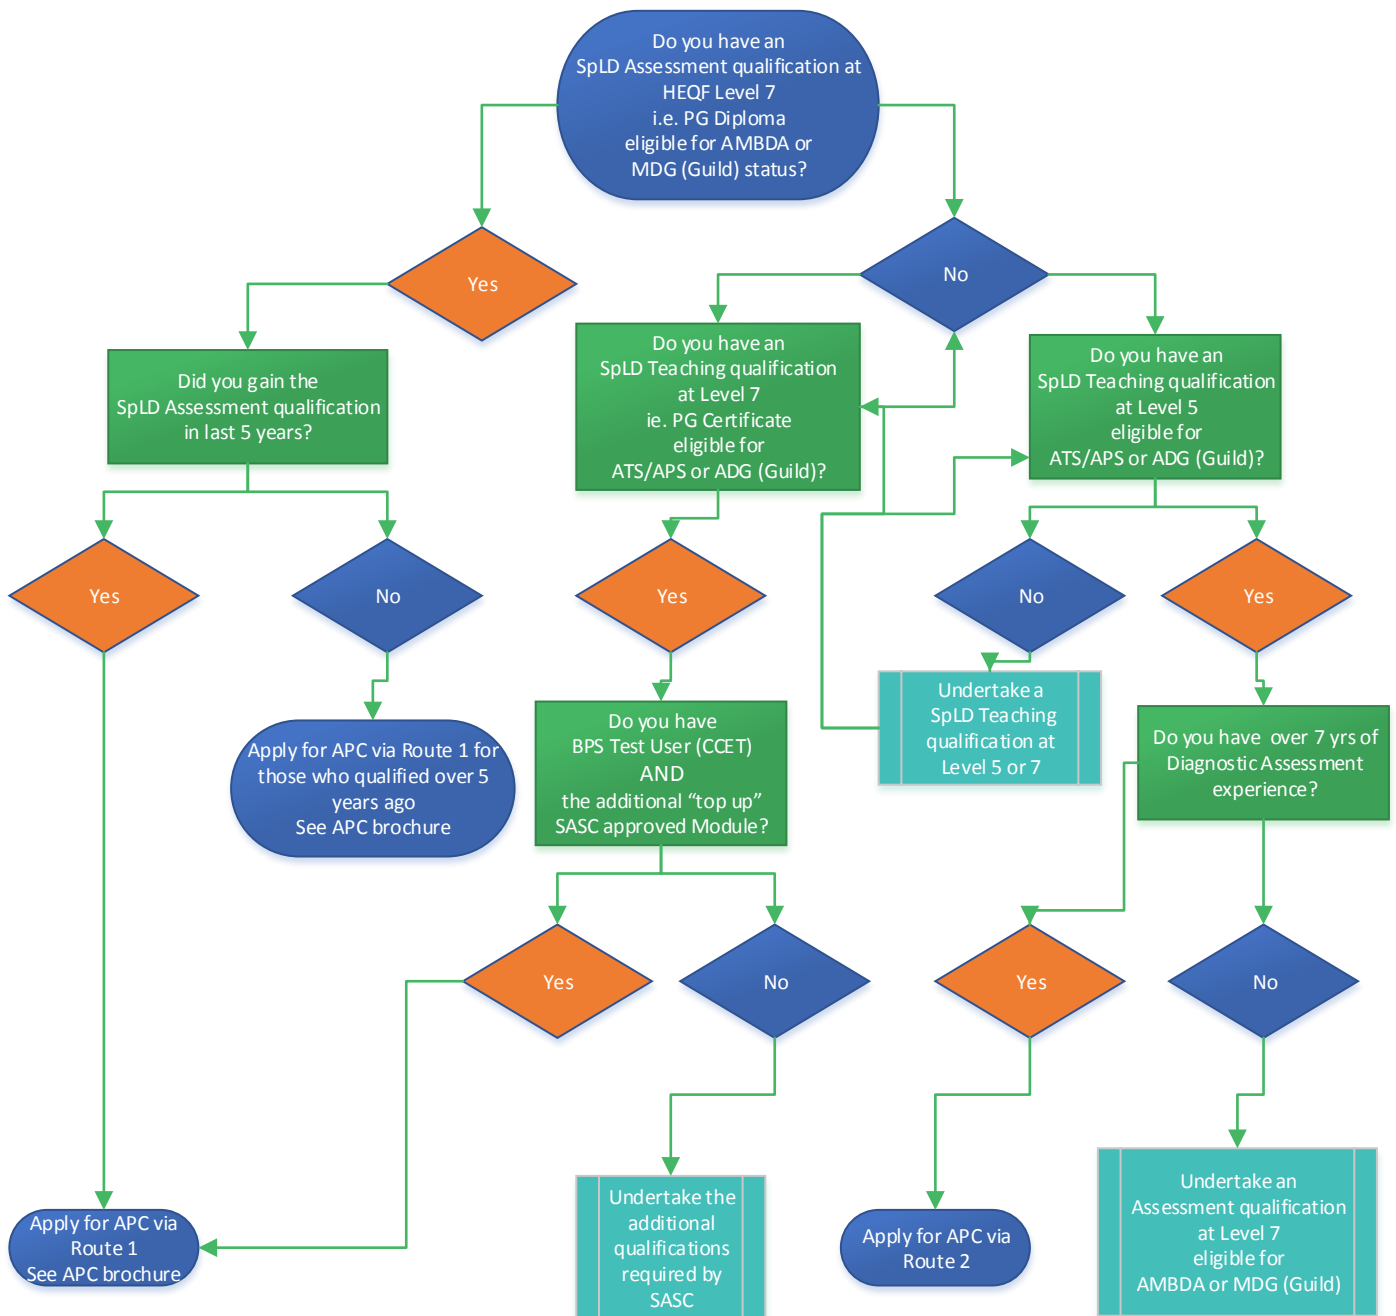 Do you have an
SpLD Assessment qualification at
HEQF Level 7
i.e. PG Diploma
eligible for AMBDA or
MDG (Guild) status?
Yes
No
Did you gain the
SpLD Assessment qualification
in last 5 years?
Do you have an
SpLD Teaching qualification
at Level 7
ie. PG Certificate
eligible for
ATS/APS or ADG (Guild)?
Do you have an
SpLD Teaching qualification
at Level 5
eligible for
ATS/APS or ADG (Guild)?
Yes
No
Yes
No
Yes
Apply for APC via Route 1 for
those who qualified over 5
years ago
See APC brochure
Do you have
BPS Test User (CCET)
AND
the additional “top up”
SASC approved Module?
Undertake a
SpLD Teaching
qualification at
Level 5 or 7
Do you have over 7 yrs of
Diagnostic Assessment
experience?
Yes
No
Yes
No
Apply for APC via
Route 1
See APC brochure
Undertake the
additional
qualifications
required by
SASC
Apply for APC via
Route 2
Undertake an
Assessment qualification
at Level 7
eligible for
AMBDA or MDG (Guild)